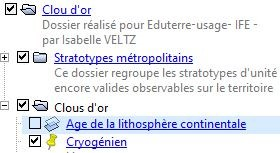 Clou d'or
Dossier réalisé pour Eduterre-usage- IFE -
par Isabelle VELTZ
Stratotypes métropolitains
Ce dossier regroupe les stratotypes d'unité
encore valides observables sur le territoire
Clous d'or
Age de la lithosphère continentale
Cryogénien